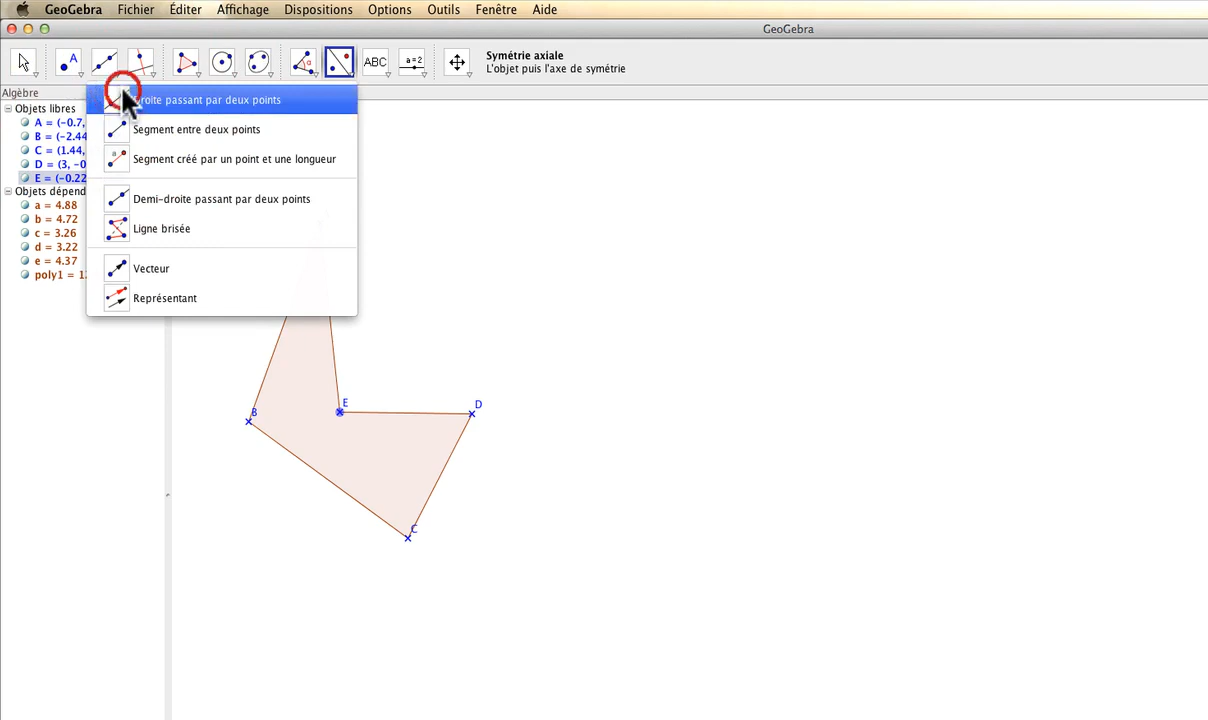 GeoGebra Fichier Éditer Affichage Dispositions Options Outils Fenêtre Aide
GeoGebra
A
α
ABC
a=2
Symétrie axiale
L'objet puis l'axe de symétrie
Algèbre
Objets libres
A = (-0.7,
B = (-2.44
C = (1.44,
D = (3, -0
E = (-0.22
Objets dépend
a = 4.88
b = 4.72
c = 3.26
d = 3.22
e = 4.37
poly1 = 1
Droite passant par deux points
Segment entre deux points
a
Segment créé par un point et une longueur
Demi-droite passant par deux points
Ligne brisée
Vecteur
Représentant
B
E
D
C